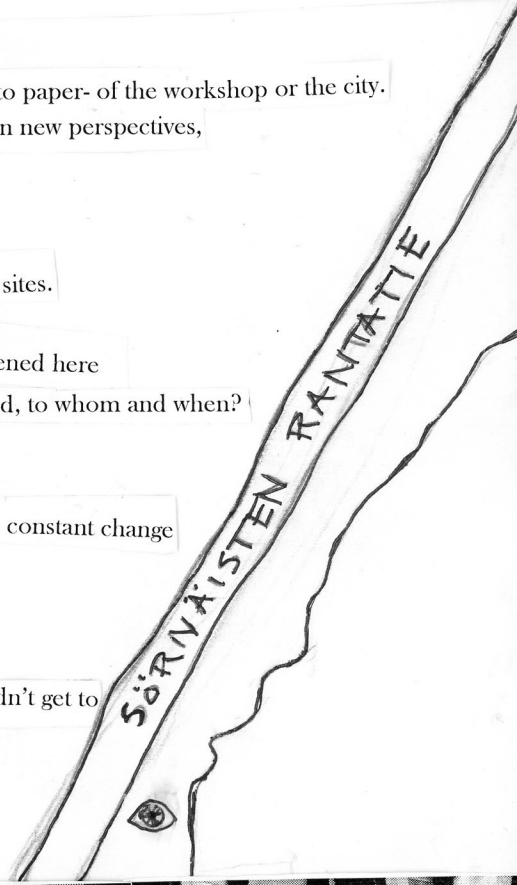 to paper- of the workshop or the city.
n new perspectives,
sites.
ened here
d, to whom and when?
constant change
dn't get to
SÖRNÄISTEN RANTATIE